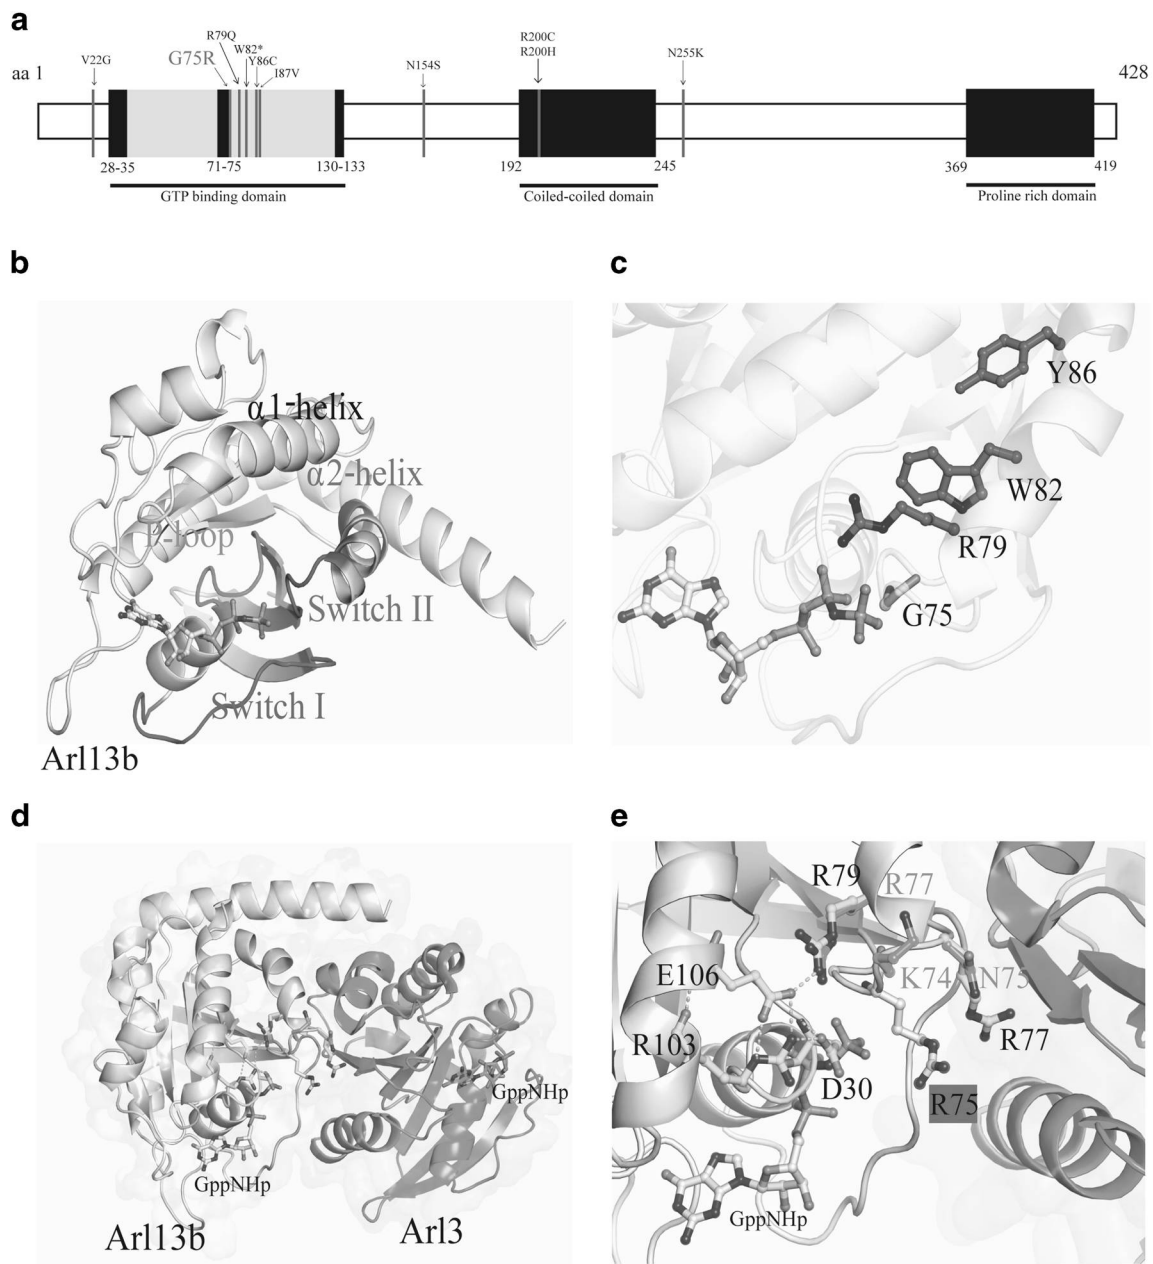 a
R79Q
R200C
W82*
R200H
G75R
Y86C
V22G
I87V
N154S
N255K
aa 1
428
28-35
71-75
130-133
192
245
369
419
GTP binding domain
Coiled-coiled domain
Proline rich domain
b
α1-helix
α2-helix
P-loop
Switch II
Switch I
Arl13b
c
Y86
W82
R79
G75
d
GppNHp
GppNHp
Arl13b
Arl3
e
R79
R77
E106
K74
N75
R103
R77
D30
R75
GppNHp